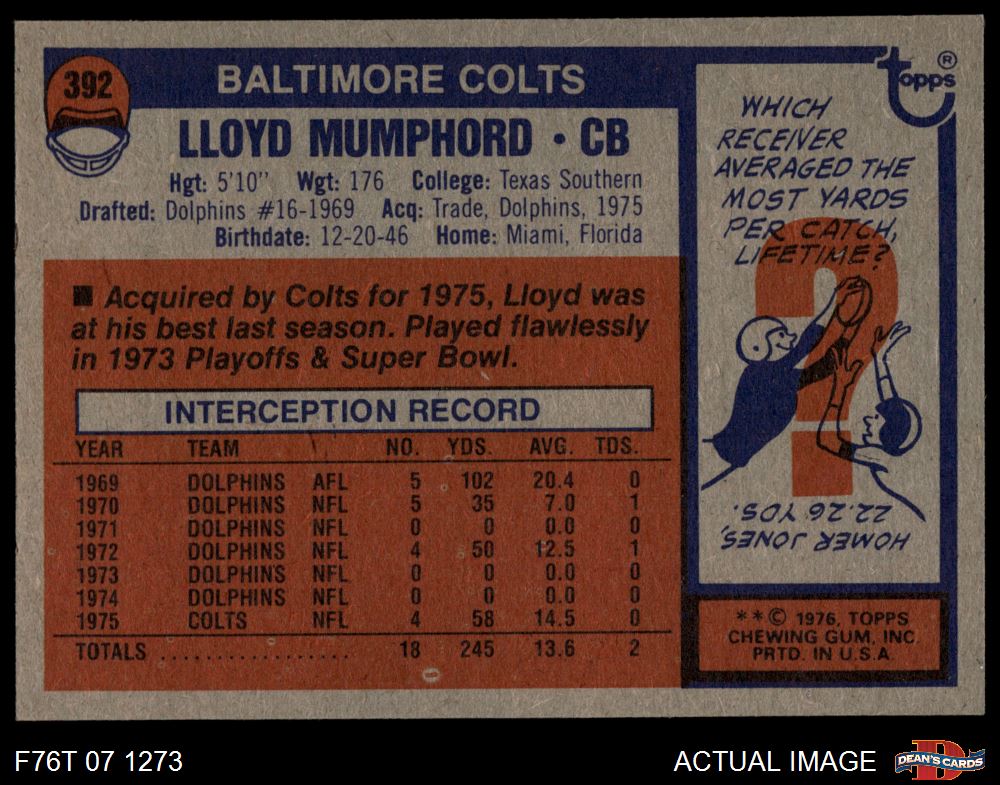 392
BALTIMORE COLTS
LLOYD MUMPHORD • CB
Hgt: 5'10" Wgt: 176 College: Texas Southern
Drafted: Dolphins #16-1969 Acq: Trade, Dolphins, 1975
Birthdate: 12-20-46 Home: Miami, Florida
■ Acquired by Colts for 1975, Lloyd was
at his best last season. Played flawlessly
in 1973 Playoffs & Super Bowl.
INTERCEPTION RECORD
YEAR TEAM NO. YDS. AVG. TDS.
1969 DOLPHINS AFL 5 102 20.4 0
1970 DOLPHINS NFL 5 35 7.0 1
1971 DOLPHINS NFL 0 0 0.0 0
1972 DOLPHINS NFL 4 50 12.5 1
1973 DOLPHINS NFL 0 0 0.0 0
1974 DOLPHINS NFL 0 0 0.0 0
1975 COLTS NFL 4 58 14.5 0
TOTALS .................. 18 245 13.6 2
Topps ®
WHICH
RECEIVER
AVERAGED THE
MOST YARDS
PER CATCH,
LIFETIME?
?
HOMER JONES,
22.26 YDS.
**© 1976, TOPPS
CHEWING GUM, INC.
PRTD. IN U.S.A.
F76T 07 1273
ACTUAL IMAGE
D
DEAN'S CARDS